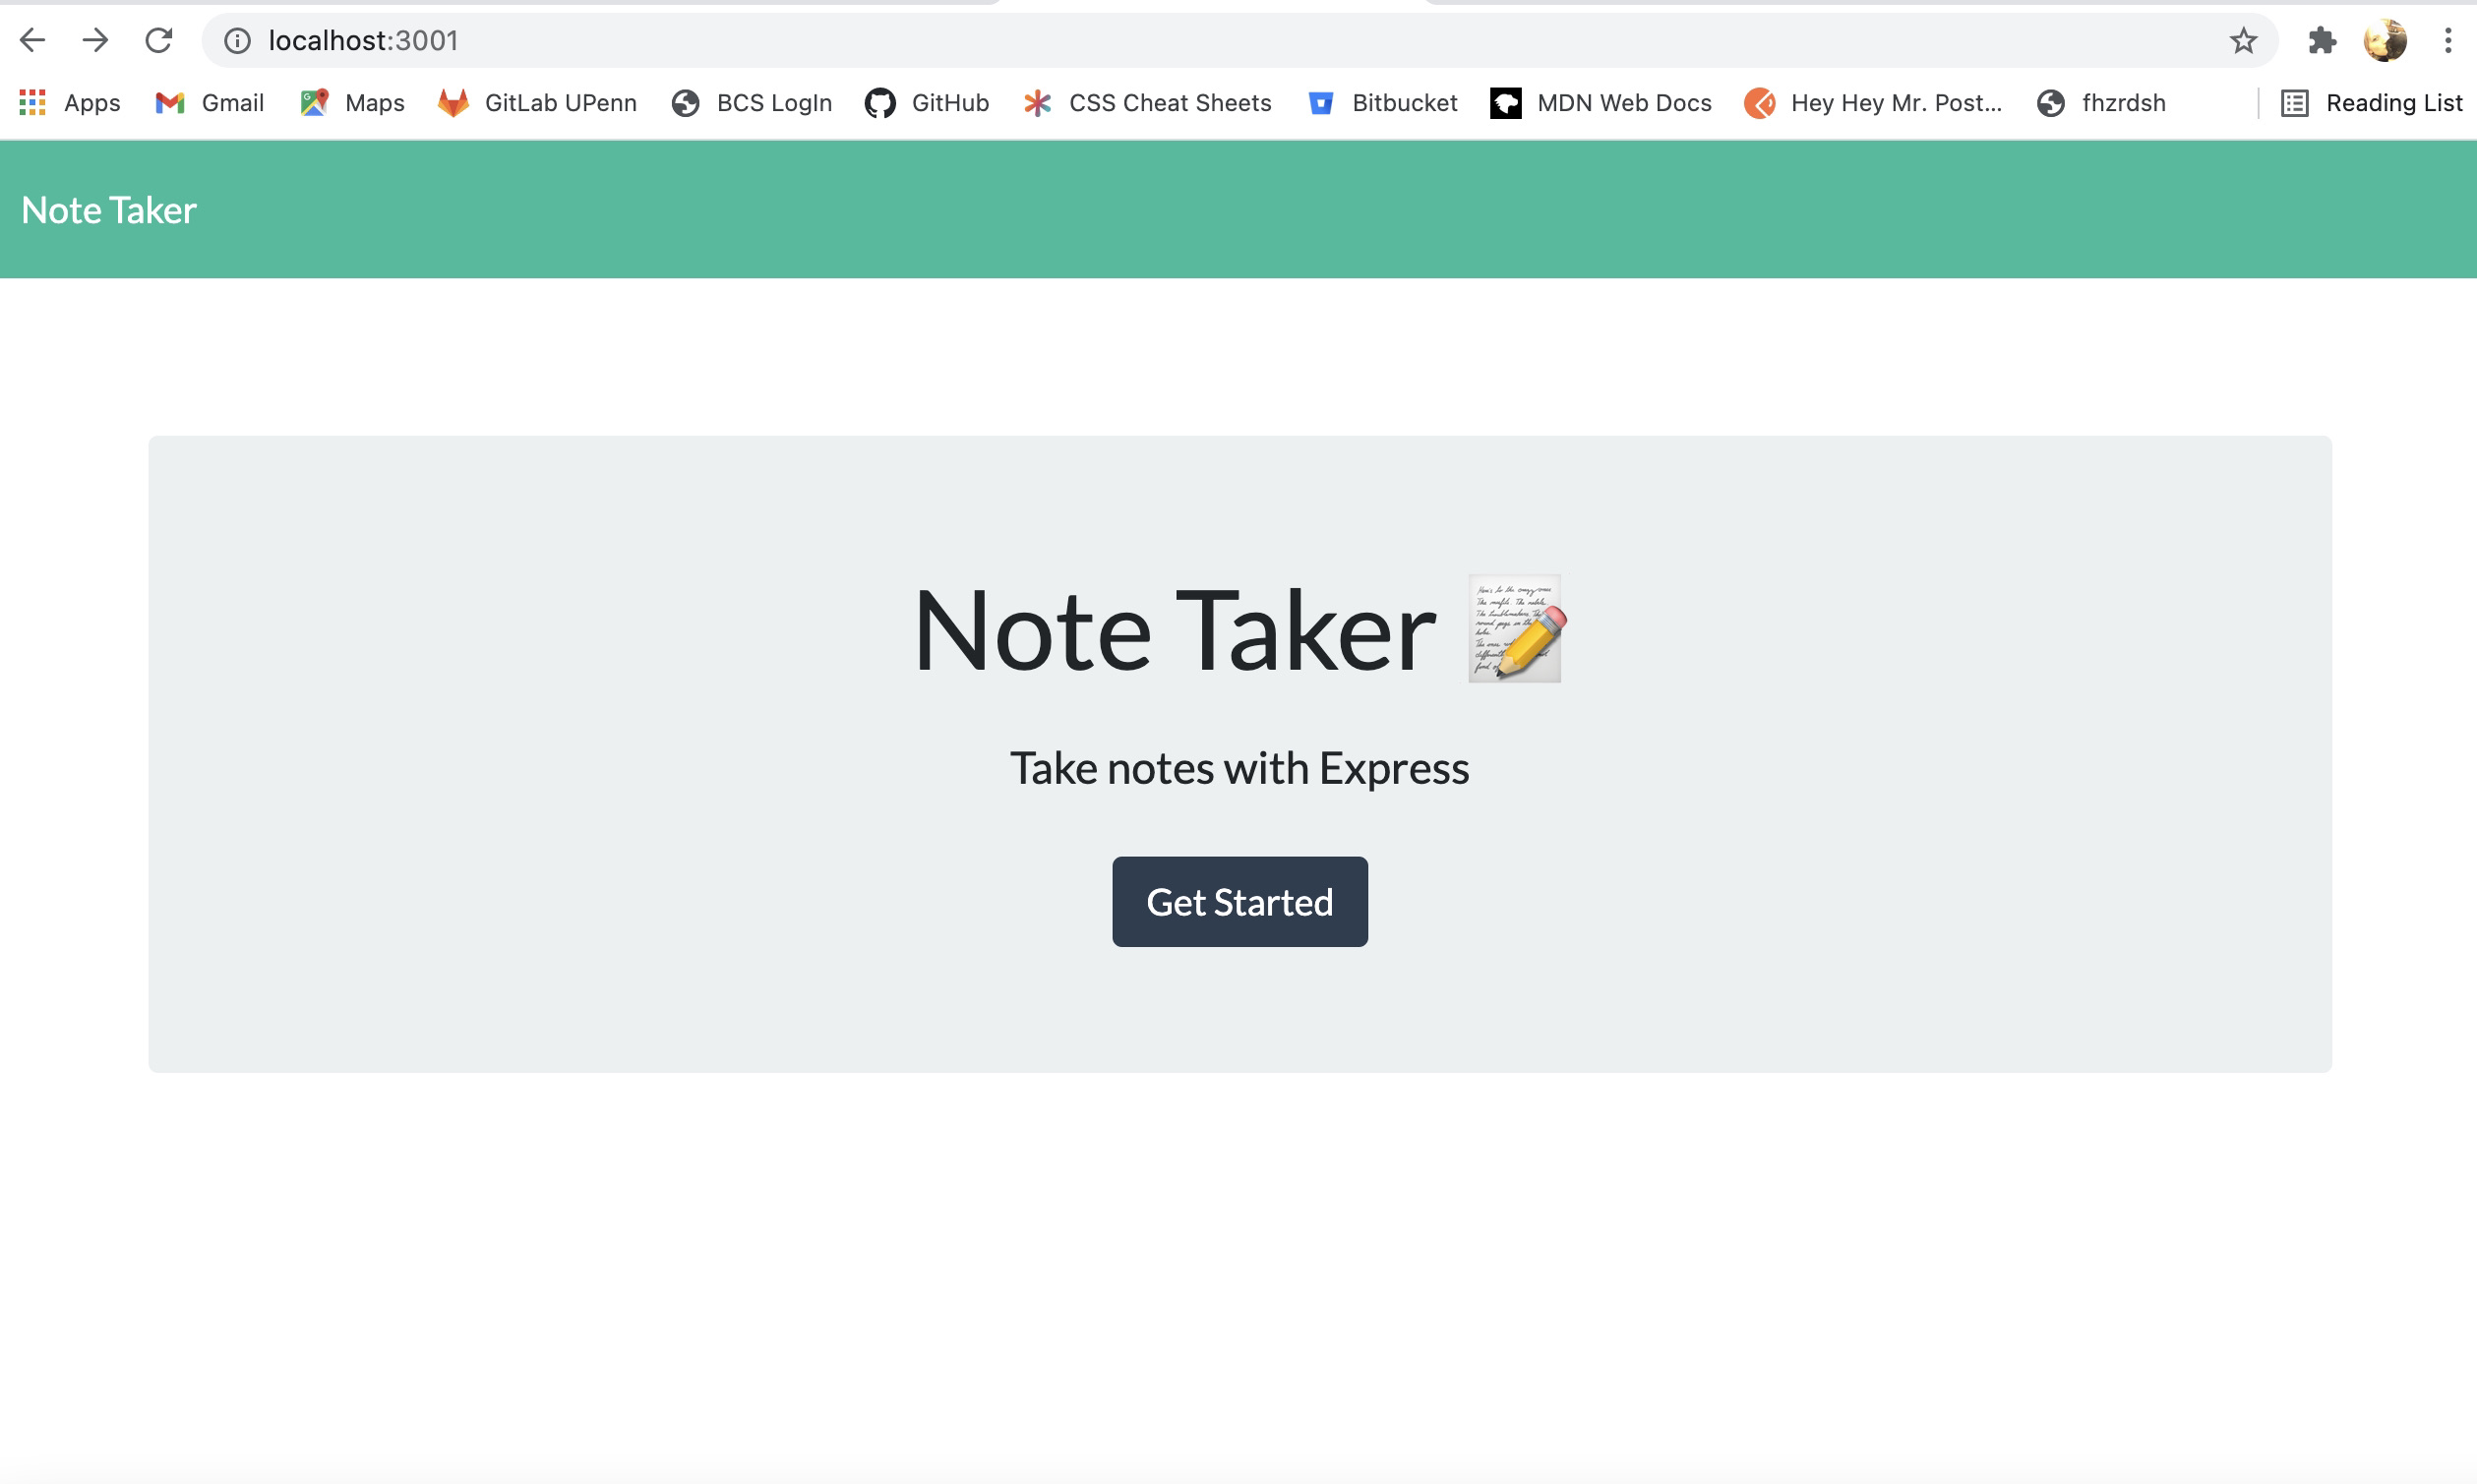 localhost:3001
Apps Gmail Maps GitLab UPenn BCS LogIn GitHub CSS Cheat Sheets Bitbucket MDN Web Docs Hey Hey Mr. Post... fhzrdsh Reading List
Note Taker
Note Taker 📝
Take notes with Express
Get Started